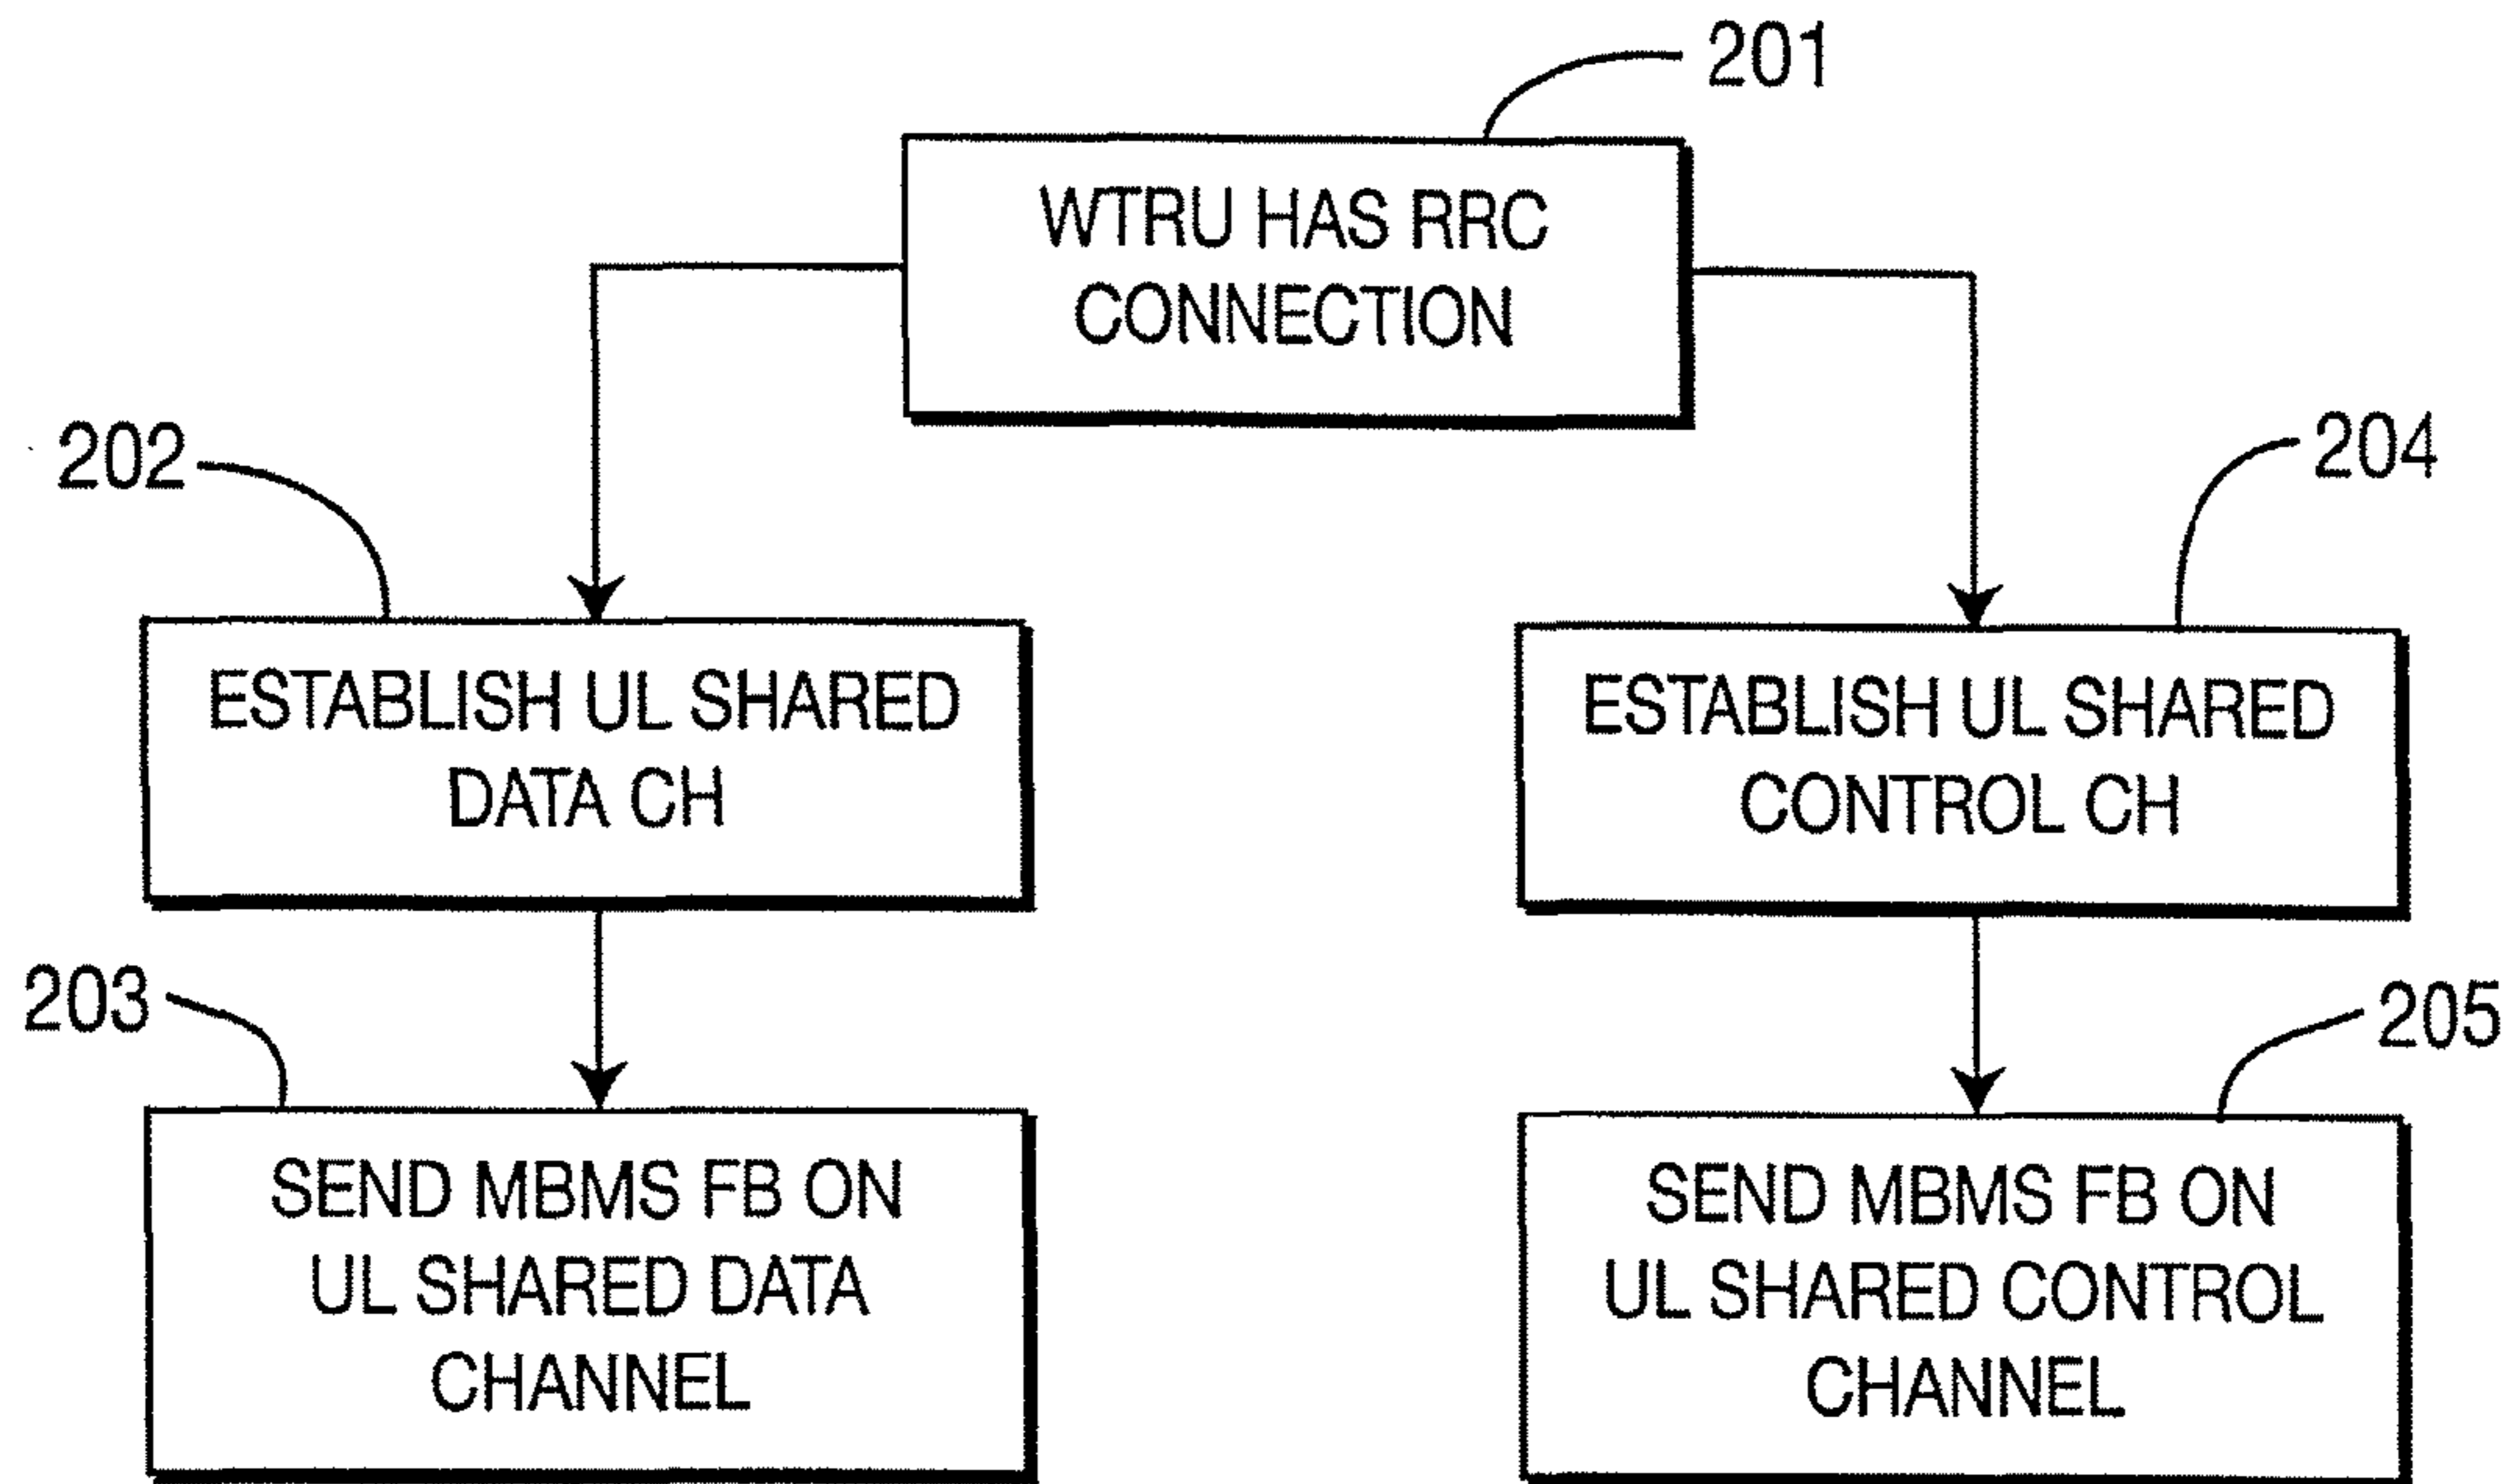 201
WTRU HAS RRC
CONNECTION
202
ESTABLISH UL SHARED
DATA CH
204
ESTABLISH UL SHARED
CONTROL CH
203
SEND MBMS FB ON
UL SHARED DATA
CHANNEL
205
SEND MBMS FB ON
UL SHARED CONTROL
CHANNEL